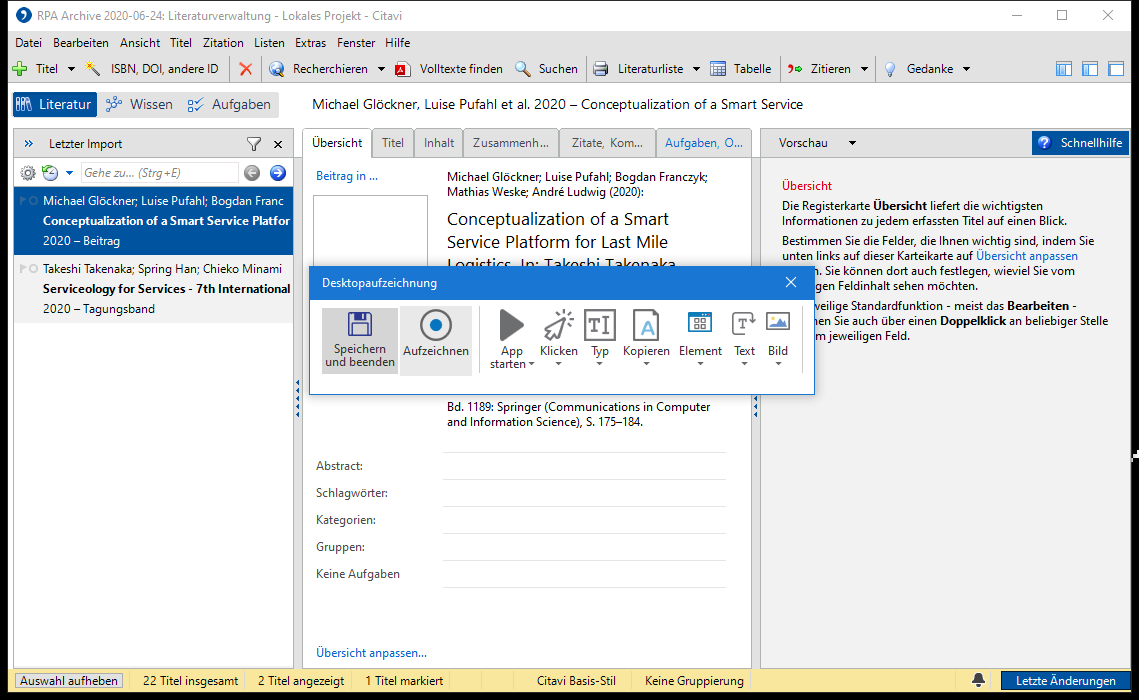 RPA Archive 2020-06-24: Literaturverwaltung - Lokales Projekt - Citavi
Datei Bearbeiten Ansicht Titel Zitation Listen Extras Fenster Hilfe
Titel ISBN, DOI, andere ID Recherchieren Volltexte finden Suchen Literaturliste Tabelle Zitieren Gedanke
Literatur Wissen Aufgaben Michael Glöckner, Luise Pufahl et al. 2020 – Conceptualization of a Smart Service
Letzter Import
Gehe zu... (Strg+E)
Michael Glöckner; Luise Pufahl; Bogdan Franc
Conceptualization of a Smart Service Platfor
2020 – Beitrag
Takeshi Takenaka; Spring Han; Chieko Minami
Serviceology for Services - 7th International
2020 – Tagungsband
Übersicht Titel Inhalt Zusammenh... Zitate, Kom... Aufgaben, O...
Beitrag in ...
Michael Glöckner; Luise Pufahl; Bogdan Franczyk;
Mathias Weske; André Ludwig (2020):
Conceptualization of a Smart
Service Platform for Last Mile
Logistics. In: Takeshi Takenaka,
Desktopaufzeichnung
Speichern
und beenden
Aufzeichnen
App
starten
Klicken
Typ
Kopieren
Element
Text
Bild
Bd. 1189: Springer (Communications in Computer
and Information Science), S. 175–184.
Abstract:
Schlagwörter:
Kategorien:
Gruppen:
Keine Aufgaben
Übersicht anpassen...
Vorschau
Schnellhilfe
Übersicht
Die Registerkarte Übersicht liefert die wichtigsten
Informationen zu jedem erfassten Titel auf einen Blick.
Bestimmen Sie die Felder, die Ihnen wichtig sind, indem Sie
unten links auf dieser Karteikarte auf Übersicht anpassen
Sie können dort auch festlegen, wieviel Sie vom
gen Feldinhalt sehen möchten.
weilige Standardfunktion - meist das Bearbeiten -
en Sie auch über einen Doppelklick an beliebiger Stelle
m jeweiligen Feld.
Auswahl aufheben 22 Titel insgesamt 2 Titel angezeigt 1 Titel markiert Citavi Basis-Stil Keine Gruppierung Letzte Änderungen